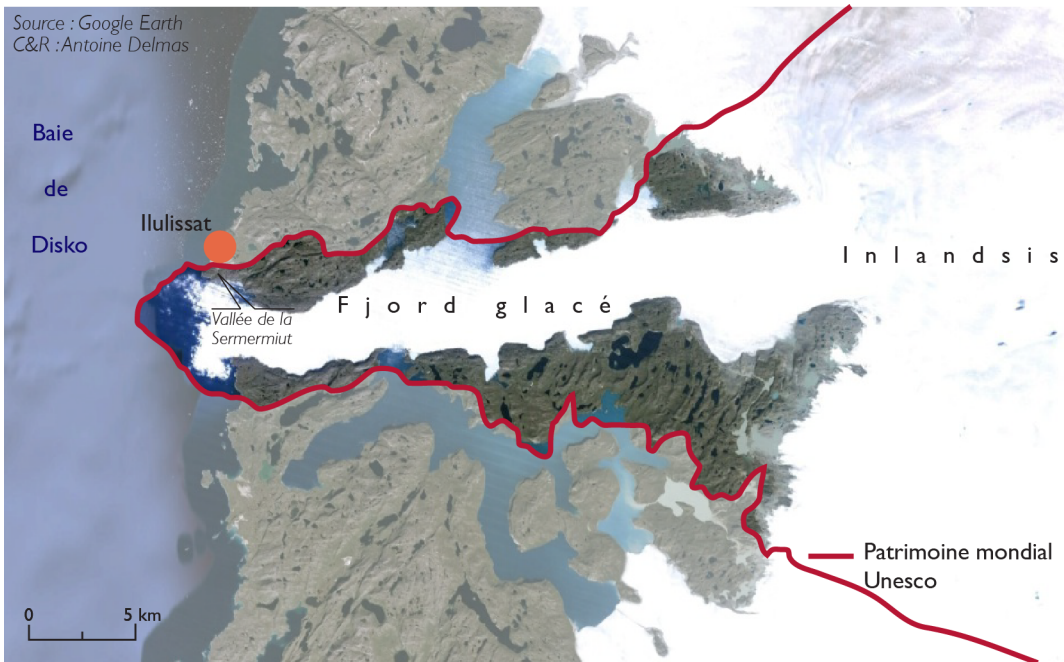 Source : Google Earth
C&R : Antoine Delmas
Baie
de
Disko
Ilulissat
Inlandsis
Fjord glacé
Vallée de la
Sermermiut
Patrimoine mondial
Unesco
0 5 km